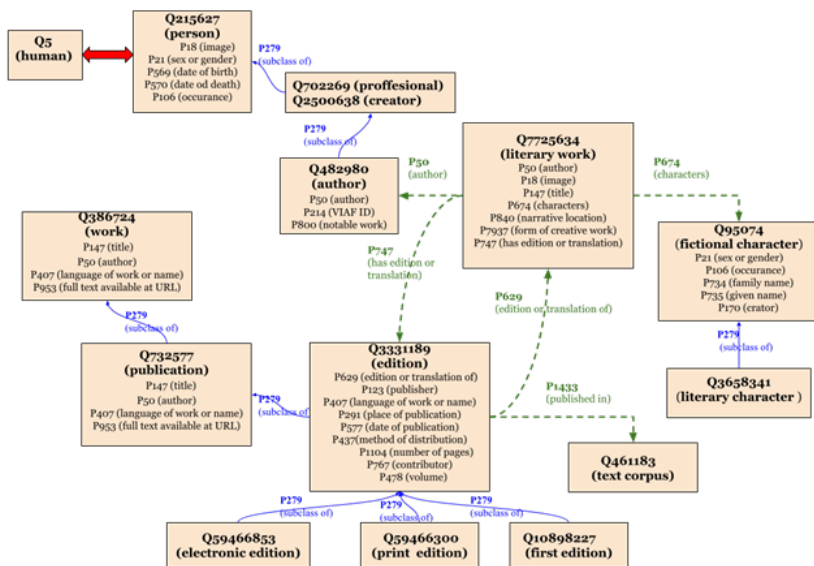 Q5
(human)
Q215627
(person)
P18 (image)
P21 (sex or gender)
P569 (date of birth)
P570 (date od death)
P106 (occurance)
P279
(subclass of)
Q702269 (proffesional)
Q2500638 (creator)
P279
(subclass of)
Q482980
(author)
P50 (author)
P214 (VIAF ID)
P800 (notable work)
P50
(author)
Q7725634
(literary work)
P50 (author)
P18 (image)
P147 (title)
P674 (characters)
P840 (narrative location)
P7937 (form of creative work)
P747 (has edition or translation)
P674
(characters)
Q95074
(fictional character)
P21 (sex or gender)
P106 (occurance)
P734 (family name)
P735 (given name)
P170 (crator)
P279
(subclass of)
Q3658341
(literary character )
Q386724
(work)
P147 (title)
P50 (author)
P407 (language of work or name)
P953 (full text available at URL)
P279
(subclass of)
Q732577
(publication)
P147 (title)
P50 (author)
P407 (language of work or name)
P953 (full text available at URL)
P279
(subclass of)
P747
(has edition or
translation)
P629
(edition or translation of)
Q3331189
(edition)
P629 (edition or translation of)
P123 (publisher)
P407 (language of work or name)
P291 (place of publication)
P577 (date of publication)
P437(method of distribution)
P1104 (number of pages)
P767 (contributor)
P478 (volume)
P1433
(published in)
Q461183
(text corpus)
P279
(subclass of)
P279
(subclass of)
P279
(subclass of)
Q59466853
(electronic edition)
Q59466300
(print edition)
Q10898227
(first edition)